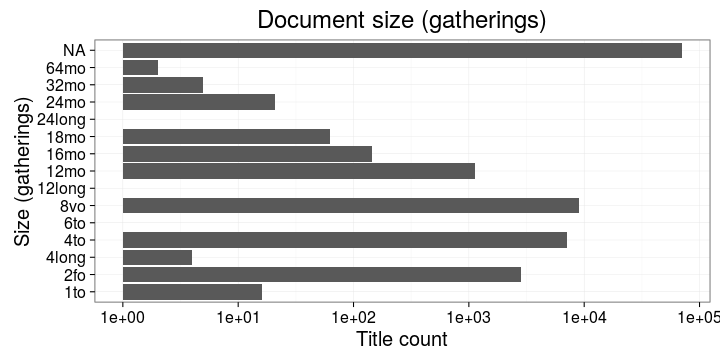 Document size (gatherings)
Size (gatherings)
NA
64mo
32mo
24mo
24long
18mo
16mo
12mo
12long
8vo
6to
4to
4long
2fo
1to
1e+00 1e+01 1e+02 1e+03 1e+04 1e+05
Title count